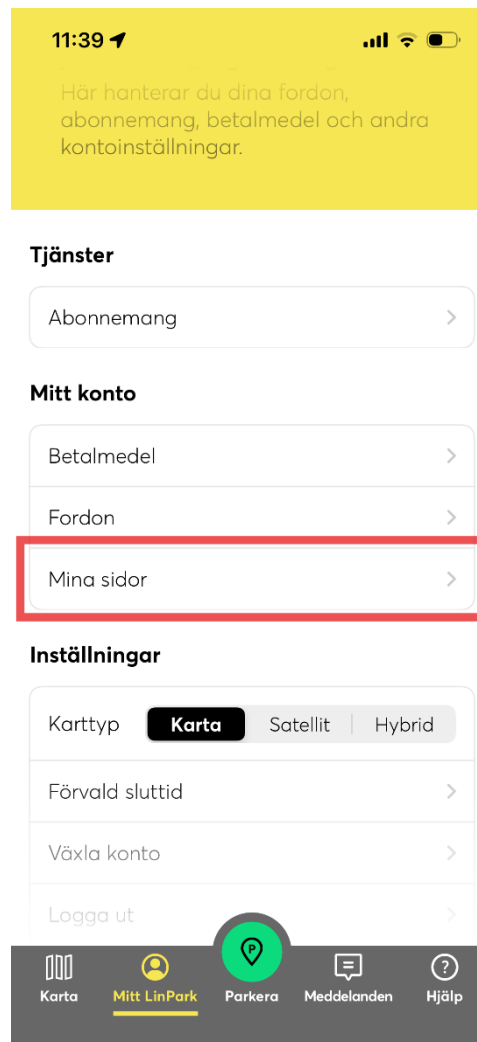 11:39
Här hanterar du dina fordon,
abonnemang, betalmedel och andra
kontoinställningar.
Tjänster
Abonnemang
Mitt konto
Betalmedel
Fordon
Mina sidor
Inställningar
Karttyp Karta Satellit Hybrid
Förvald sluttid
Växla konto
Logga ut
P
Karta Mitt LinPark Parkera Meddelanden Hjälp